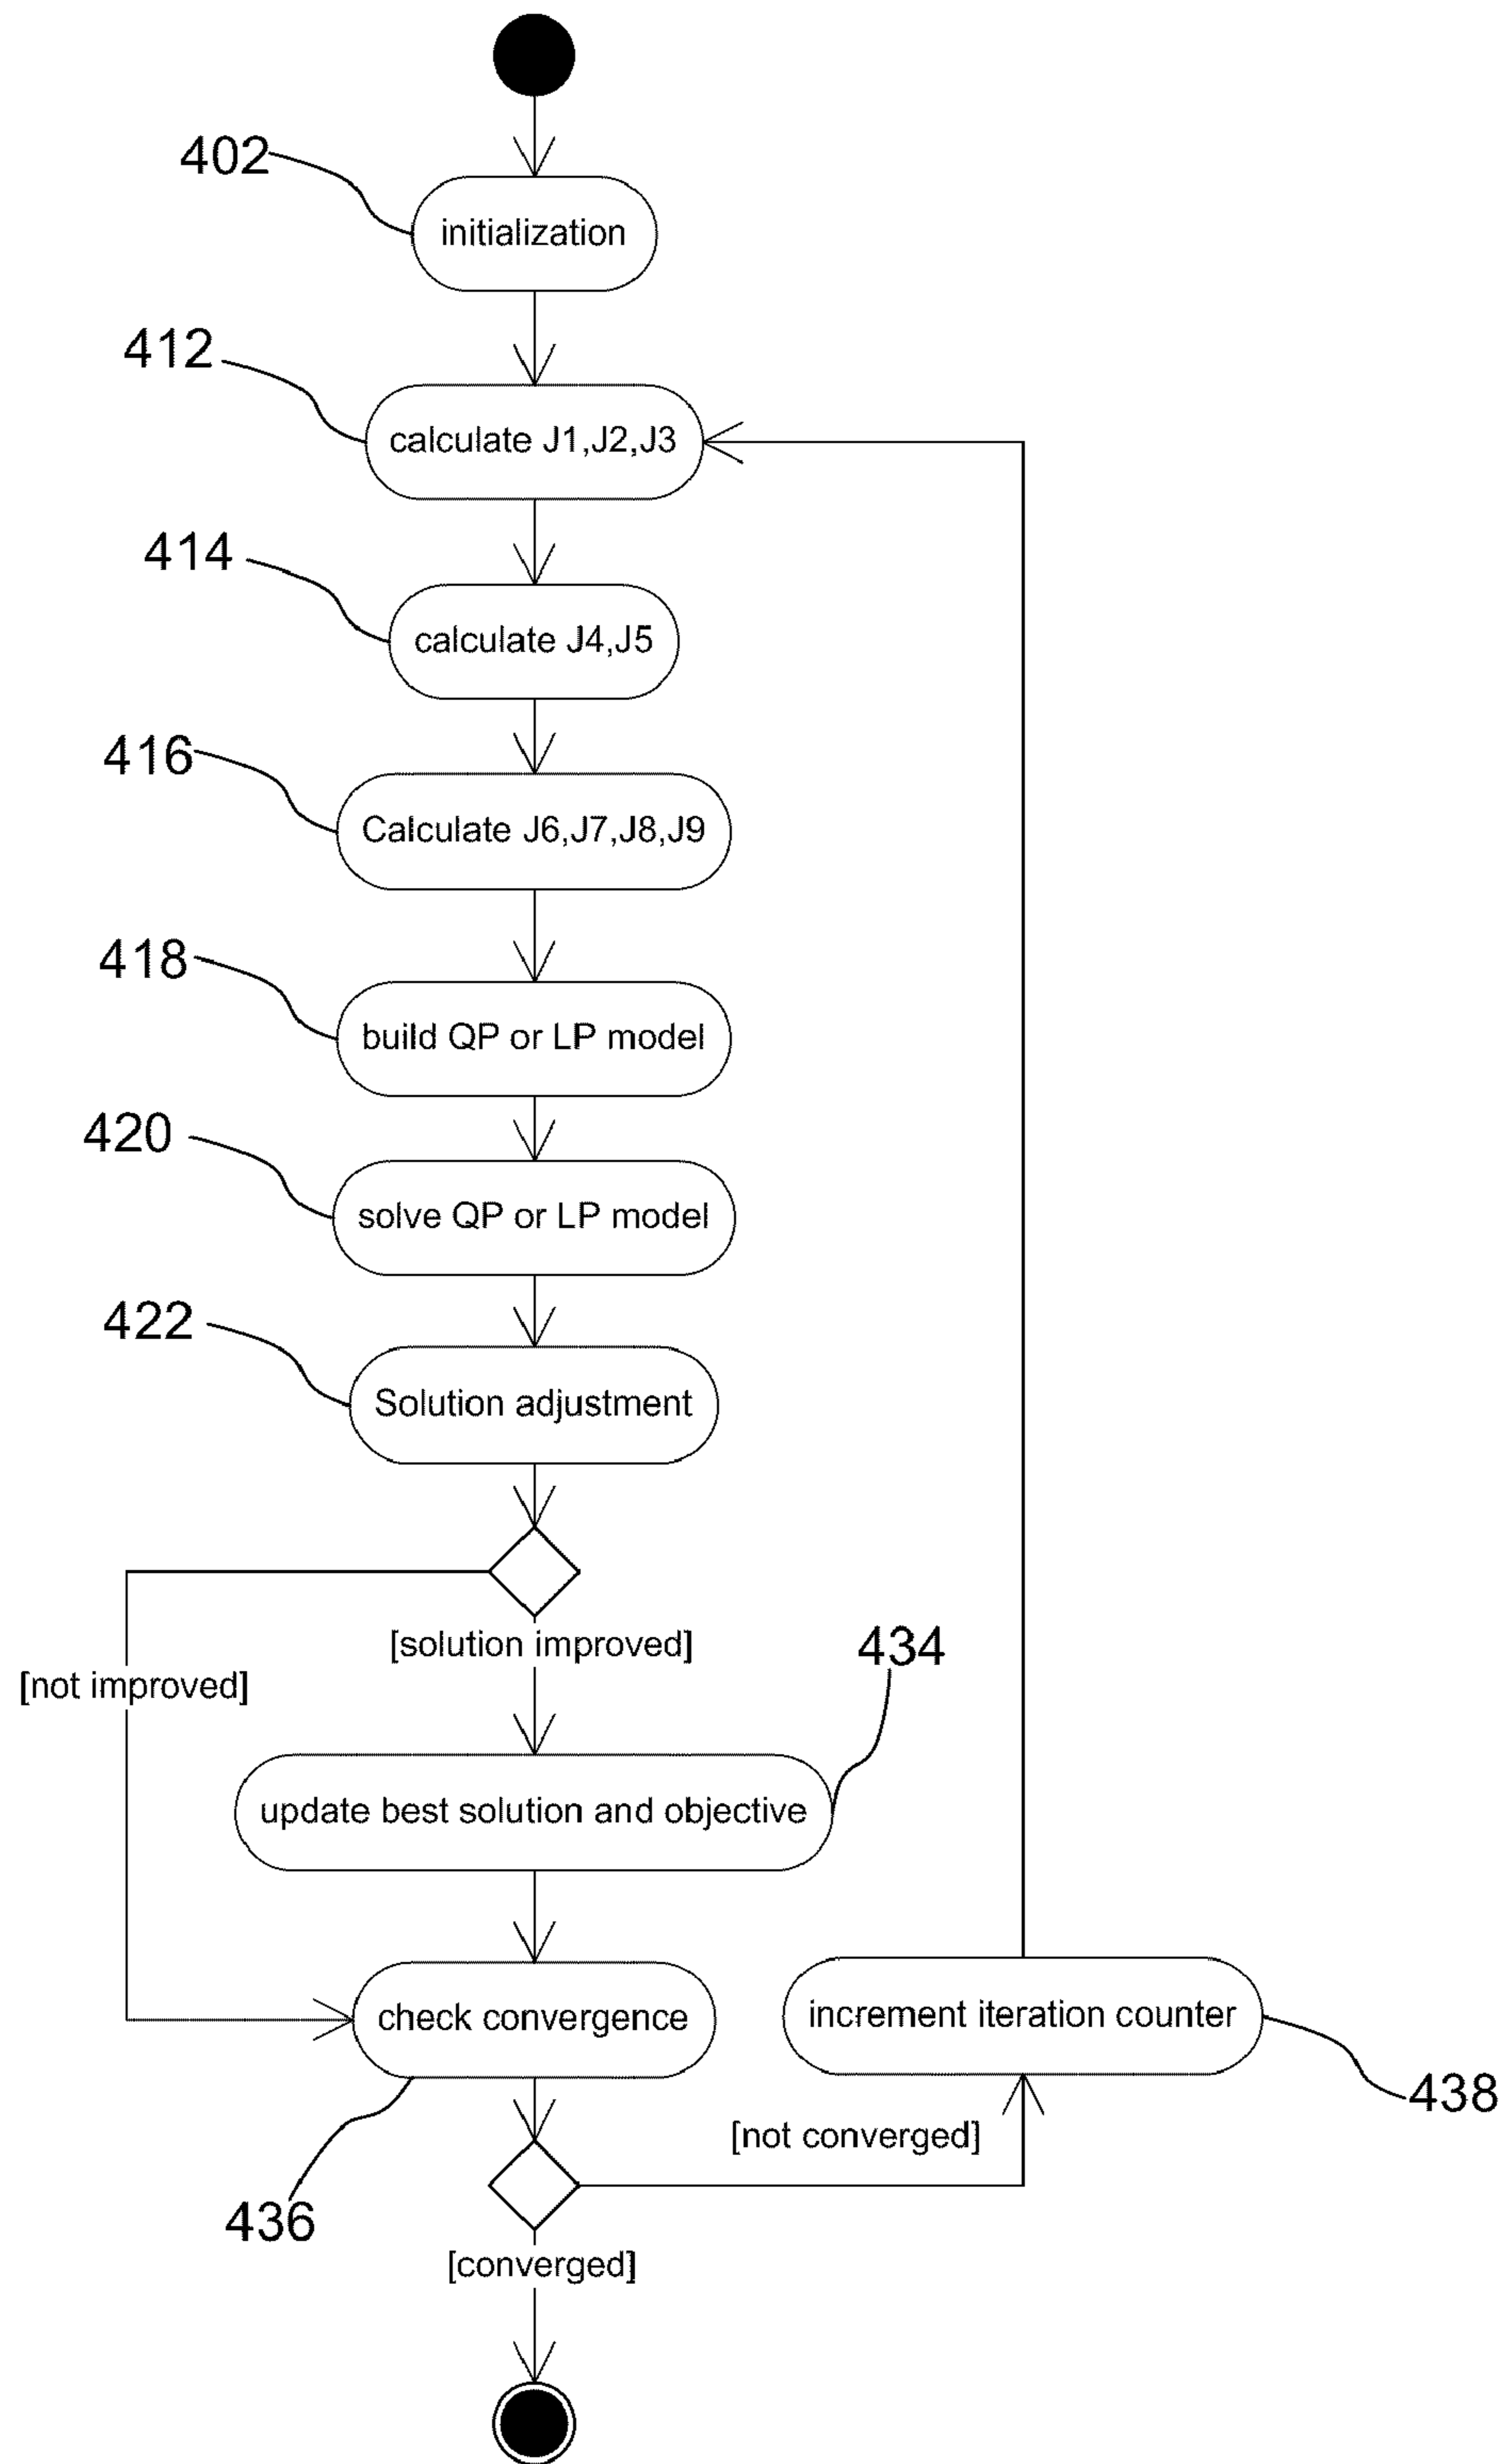 402
initialization
412
calculate J1,J2,J3
414
calculate J4,J5
416
Calculate J6,J7,J8,J9
418
build QP or LP model
420
solve QP or LP model
422
Solution adjustment
[solution improved]
434
[not improved]
update best solution and objective
check convergence
increment iteration counter
438
[not converged]
436
[converged]